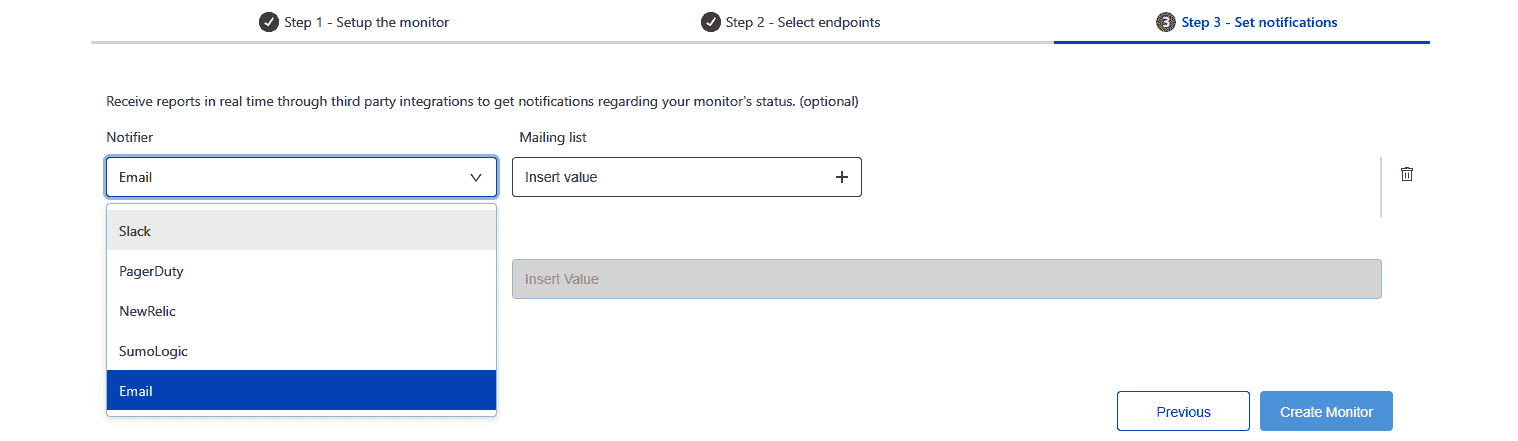 Step 1 - Setup the monitor
Step 2 - Select endpoints
3 Step 3 - Set notifications
Receive reports in real time through third party integrations to get notifications regarding your monitor's status. (optional)
Notifier
Mailing list
Email
Insert value
Slack
PagerDuty
Insert Value
NewRelic
SumoLogic
Email
Previous
Create Monitor